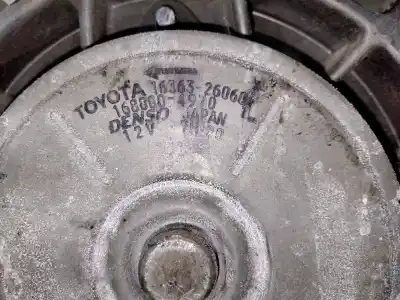 TOYOTA 16363-26060
168000-4970
DENSO JAPAN
12V